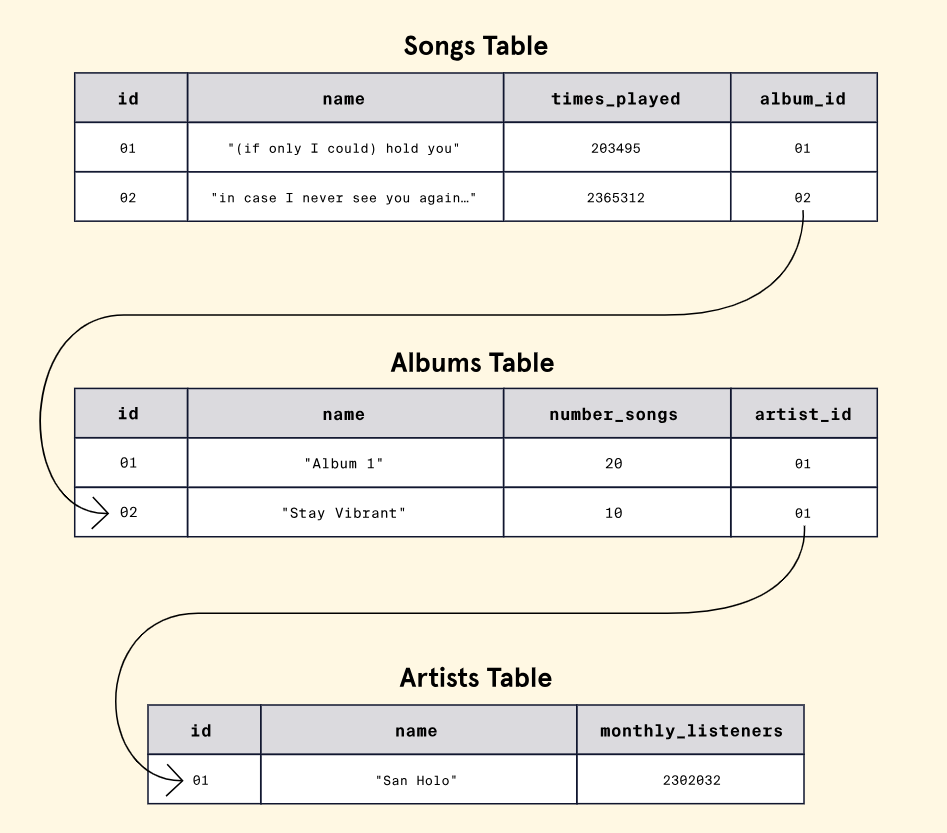 Songs Table
id name times_played album_id
01 "(if only I could) hold you" 203495 01
02 "in case I never see you again…" 2365312 02
Albums Table
id name number_songs artist_id
01 "Album 1" 20 01
02 "Stay Vibrant" 10 01
Artists Table
id name monthly_listeners
01 "San Holo" 2302032